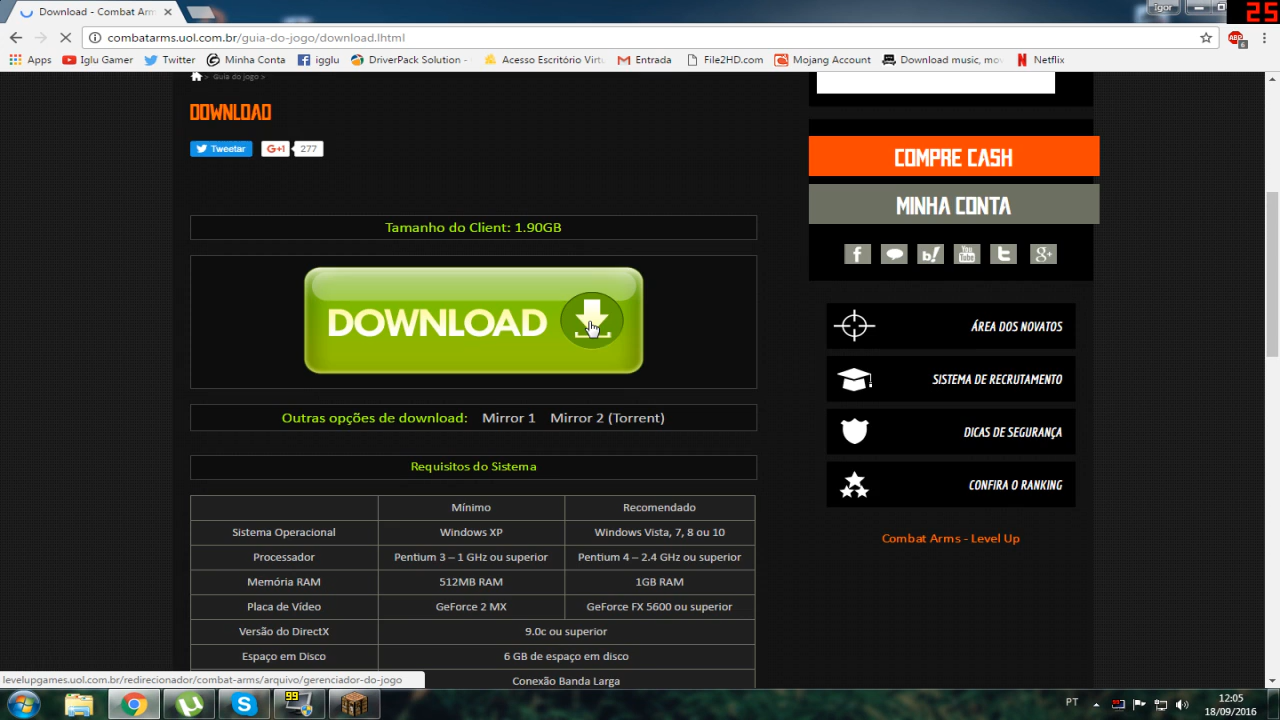 Download - Combat Arm
Igor
25
combatarms.uol.com.br/guia-do-jogo/download.lhtml
6
Apps Iglu Gamer Twitter Minha Conta igglu DriverPack Solution - Acesso Escritório Virtu Entrada File2HD.com Mojang Account Download music, mov Netflix
> Guia do jogo >
DOWNLOAD
Tweetar G+1 277
COMPRE CASH
MINHA CONTA
Tamanho do Client: 1.90GB
DOWNLOAD
Outras opções de download: Mirror 1 Mirror 2 (Torrent)
ÁREA DOS NOVATOS
SISTEMA DE RECRUTAMENTO
DICAS DE SEGURANÇA
CONFIRA O RANKING
Combat Arms - Level Up
Requisitos do Sistema
Mínimo Recomendado
Sistema Operacional Windows XP Windows Vista, 7, 8 ou 10
Processador Pentium 3 – 1 GHz ou superior Pentium 4 – 2.4 GHz ou superior
Memória RAM 512MB RAM 1GB RAM
Placa de Vídeo GeForce 2 MX GeForce FX 5600 ou superior
Versão do DirectX 9.0c ou superior
Espaço em Disco 6 GB de espaço em disco
Conexão Banda Larga
levelupgames.uol.com.br/redirecionador/combat-arms/arquivo/gerenciador-do-jogo
99
PT
12:05
18/09/2016